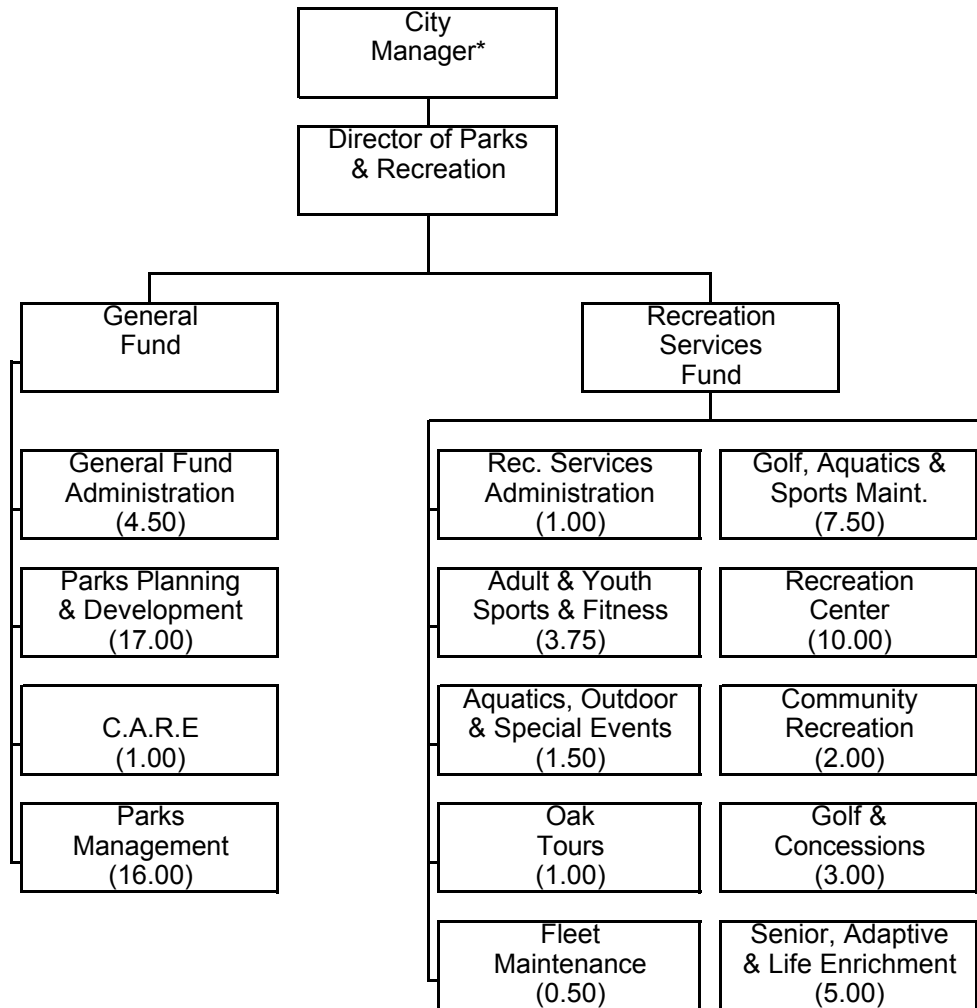 City
Manager*
Director of Parks
& Recreation
General
Fund
Recreation
Services
Fund
General Fund
Administration
(4.50)
Parks Planning
& Development
(17.00)
C.A.R.E
(1.00)
Parks
Management
(16.00)
Rec. Services
Administration
(1.00)
Adult & Youth
Sports & Fitness
(3.75)
Aquatics, Outdoor
& Special Events
(1.50)
Oak
Tours
(1.00)
Fleet
Maintenance
(0.50)
Golf, Aquatics &
Sports Maint.
(7.50)
Recreation
Center
(10.00)
Community
Recreation
(2.00)
Golf &
Concessions
(3.00)
Senior, Adaptive
& Life Enrichment
(5.00)